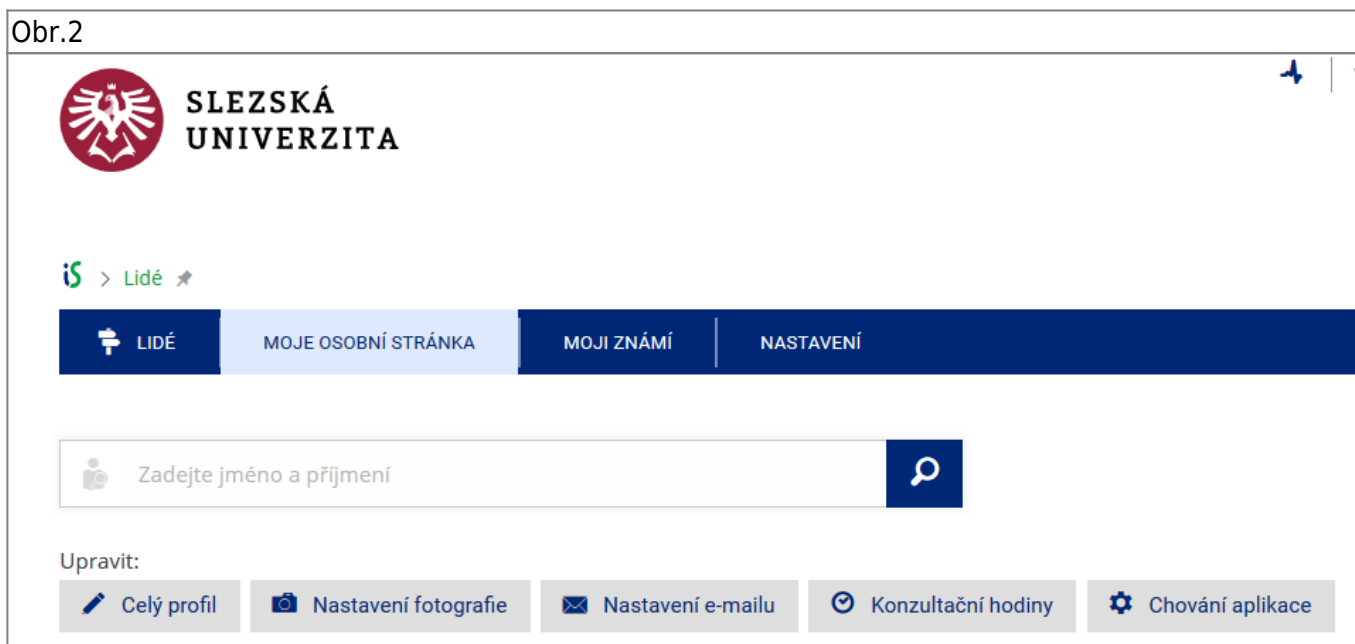 Obr.2
SLEZSKÁ
UNIVERZITA
iS > Lidé
LIDÉ MOJE OSOBNÍ STRÁNKA MOJI ZNÁMÍ NASTAVENÍ
Zadejte jméno a příjmení
Upravit:
Celý profil Nastavení fotografie Nastavení e-mailu Konzultační hodiny Chování aplikace